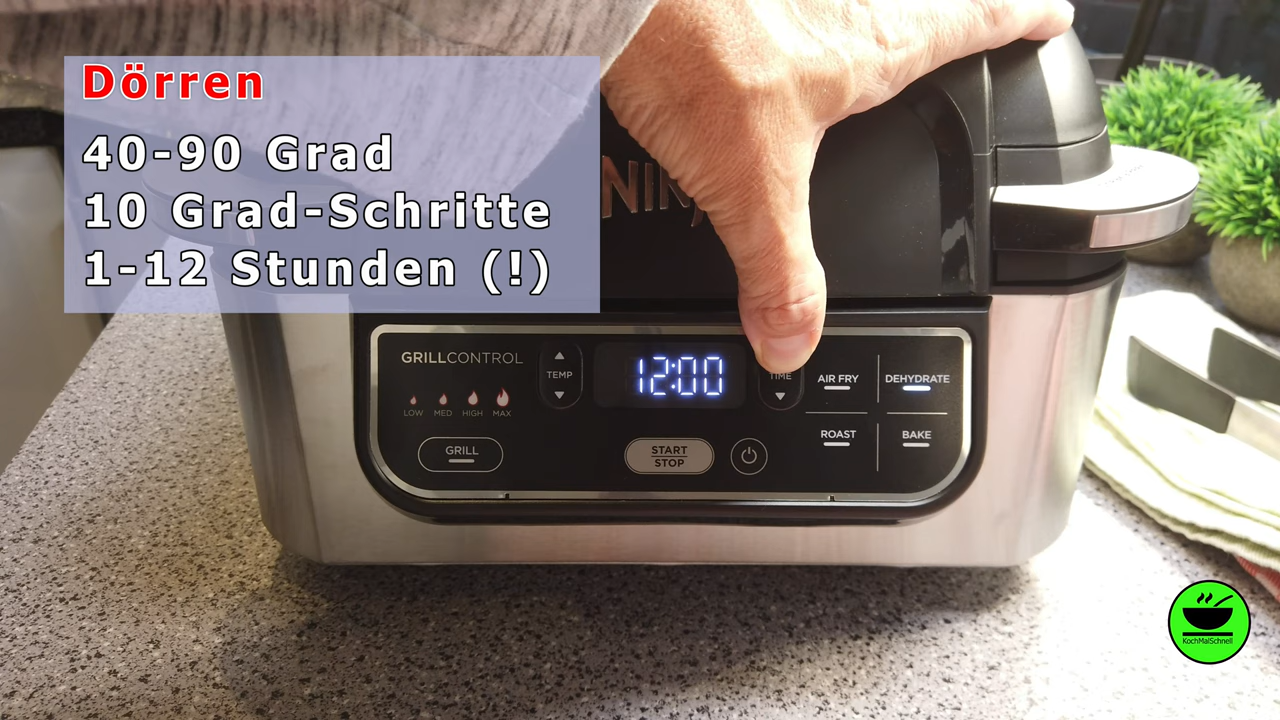 Dörren
40-90 Grad
10 Grad-Schritte
1-12 Stunden (!)
GRILLCONTROL
LOW MED HIGH MAX
GRILL
TEMP
12:00
TIME
START
STOP
AIR FRY
DEHYDRATE
ROAST
BAKE
KochMalSchnell